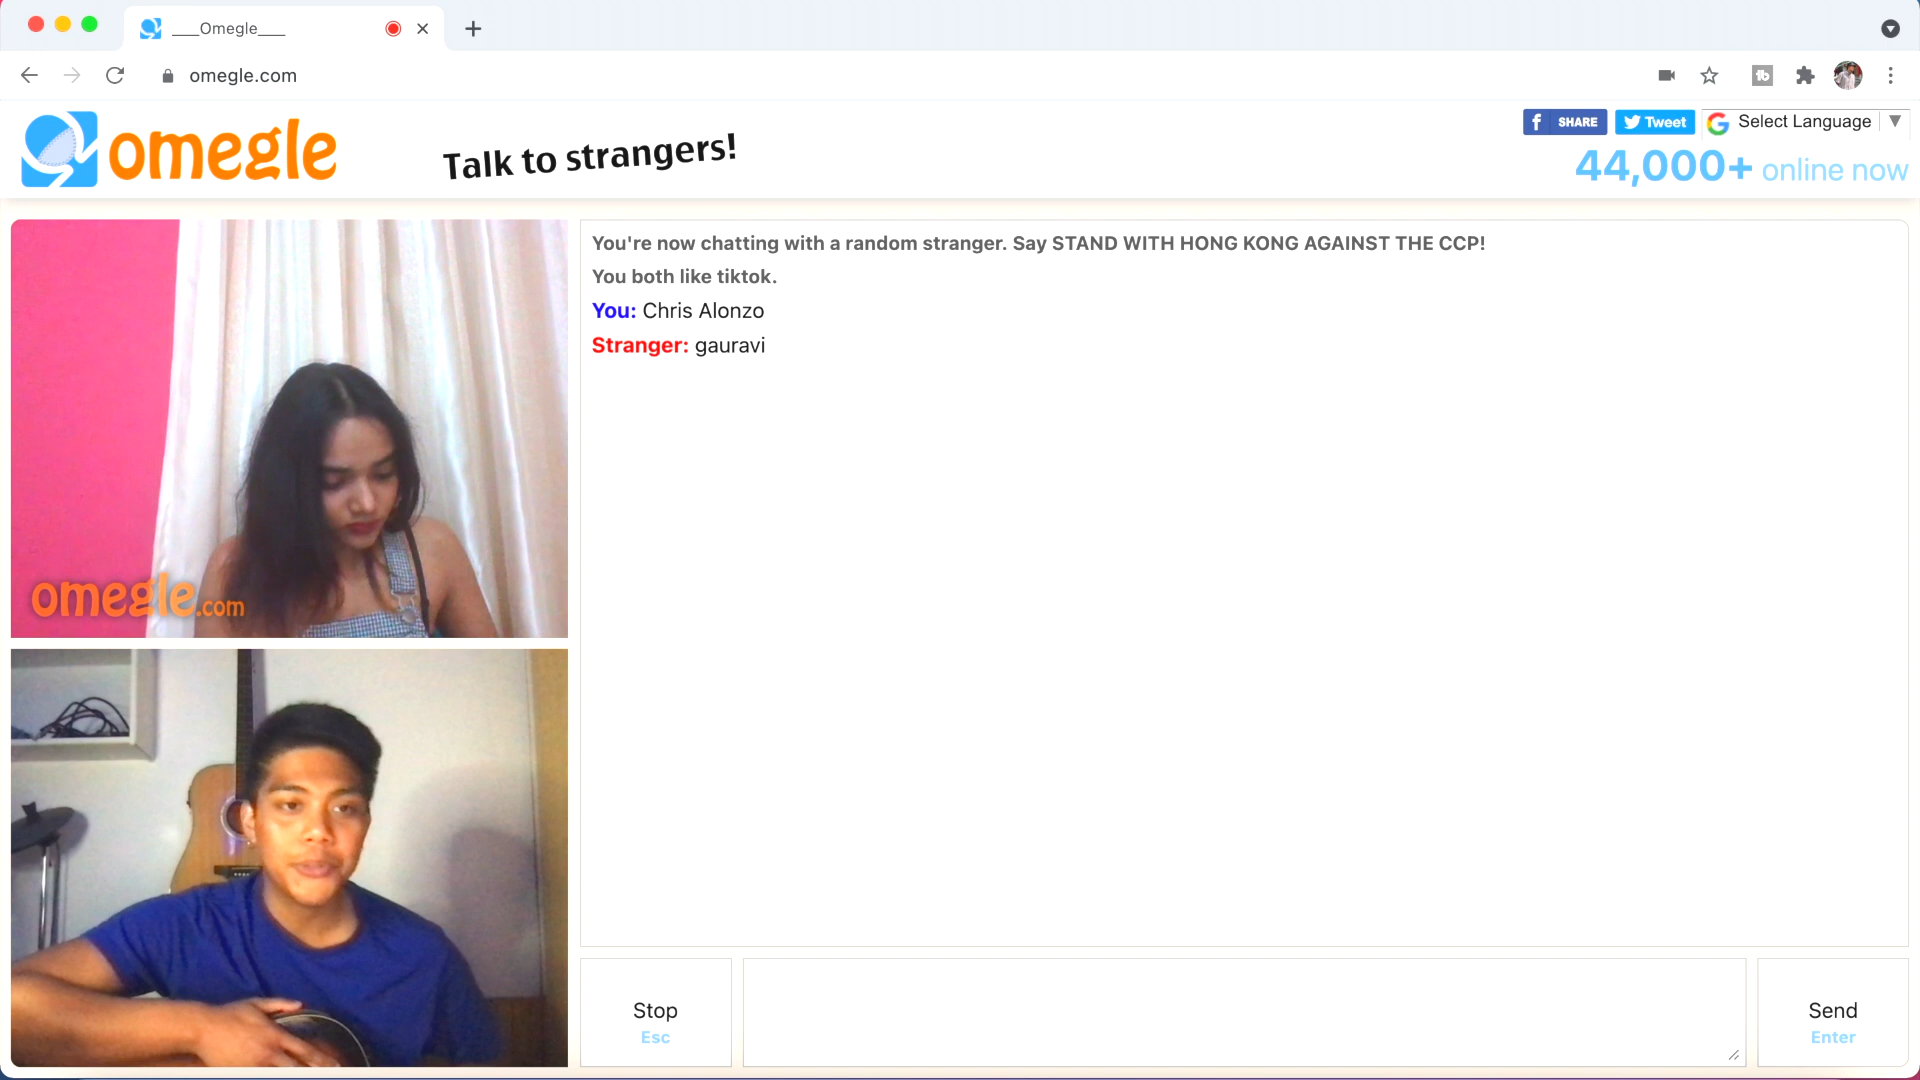 ____Omegle____
omegle.com
omegle
Talk to strangers!
f SHARE
Tweet
G Select Language ▼
44,000+ online now
omegle.com
You're now chatting with a random stranger. Say STAND WITH HONG KONG AGAINST THE CCP!
You both like tiktok.
You: Chris Alonzo
Stranger: gauravi
Stop
Esc
Send
Enter